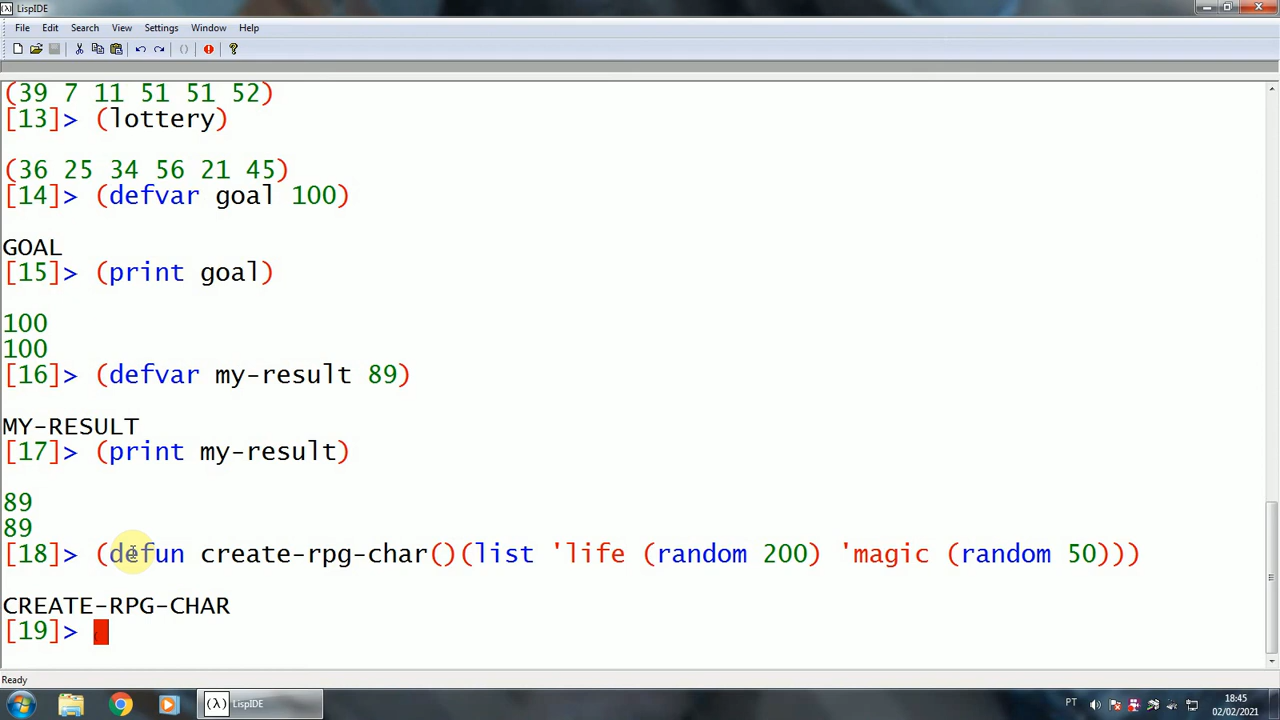 LispIDE
File Edit Search View Settings Window Help
(39 7 11 51 51 52)
[13]> (lottery)
(36 25 34 56 21 45)
[14]> (defvar goal 100)
GOAL
[15]> (print goal)
100
100
[16]> (defvar my-result 89)
MY-RESULT
[17]> (print my-result)
89
89
[18]> (defun create-rpg-char()(list 'life (random 200) 'magic (random 50)))
CREATE-RPG-CHAR
[19]>
Ready
(λ) LispIDE
PT
18:45
02/02/2021